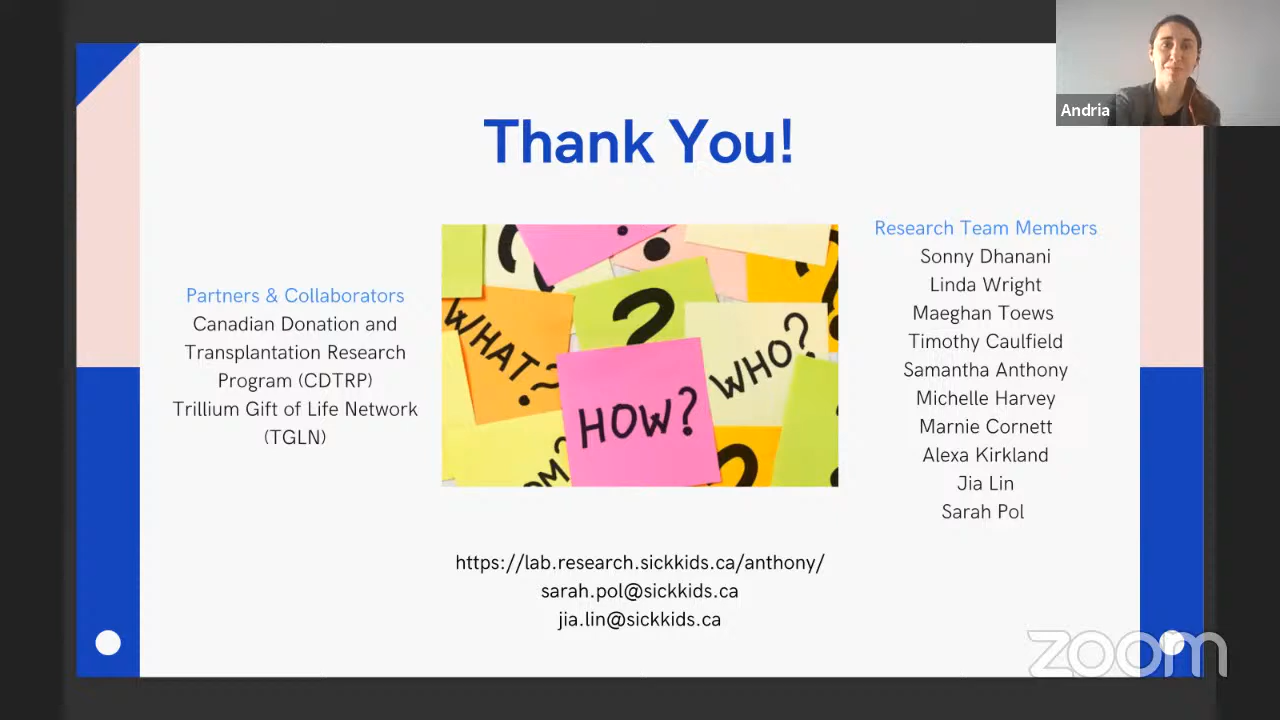 Andria
Thank You!
Partners & Collaborators
Canadian Donation and
Transplantation Research
Program (CDTRP)
Trillium Gift of Life Network
(TGLN)
WHAT?
?
WHO?
HOW?
Research Team Members
Sonny Dhanani
Linda Wright
Maeghan Toews
Timothy Caulfield
Samantha Anthony
Michelle Harvey
Marnie Cornett
Alexa Kirkland
Jia Lin
Sarah Pol
https://lab.research.sickkids.ca/anthony/
sarah.pol@sickkids.ca
jia.lin@sickkids.ca
zoom